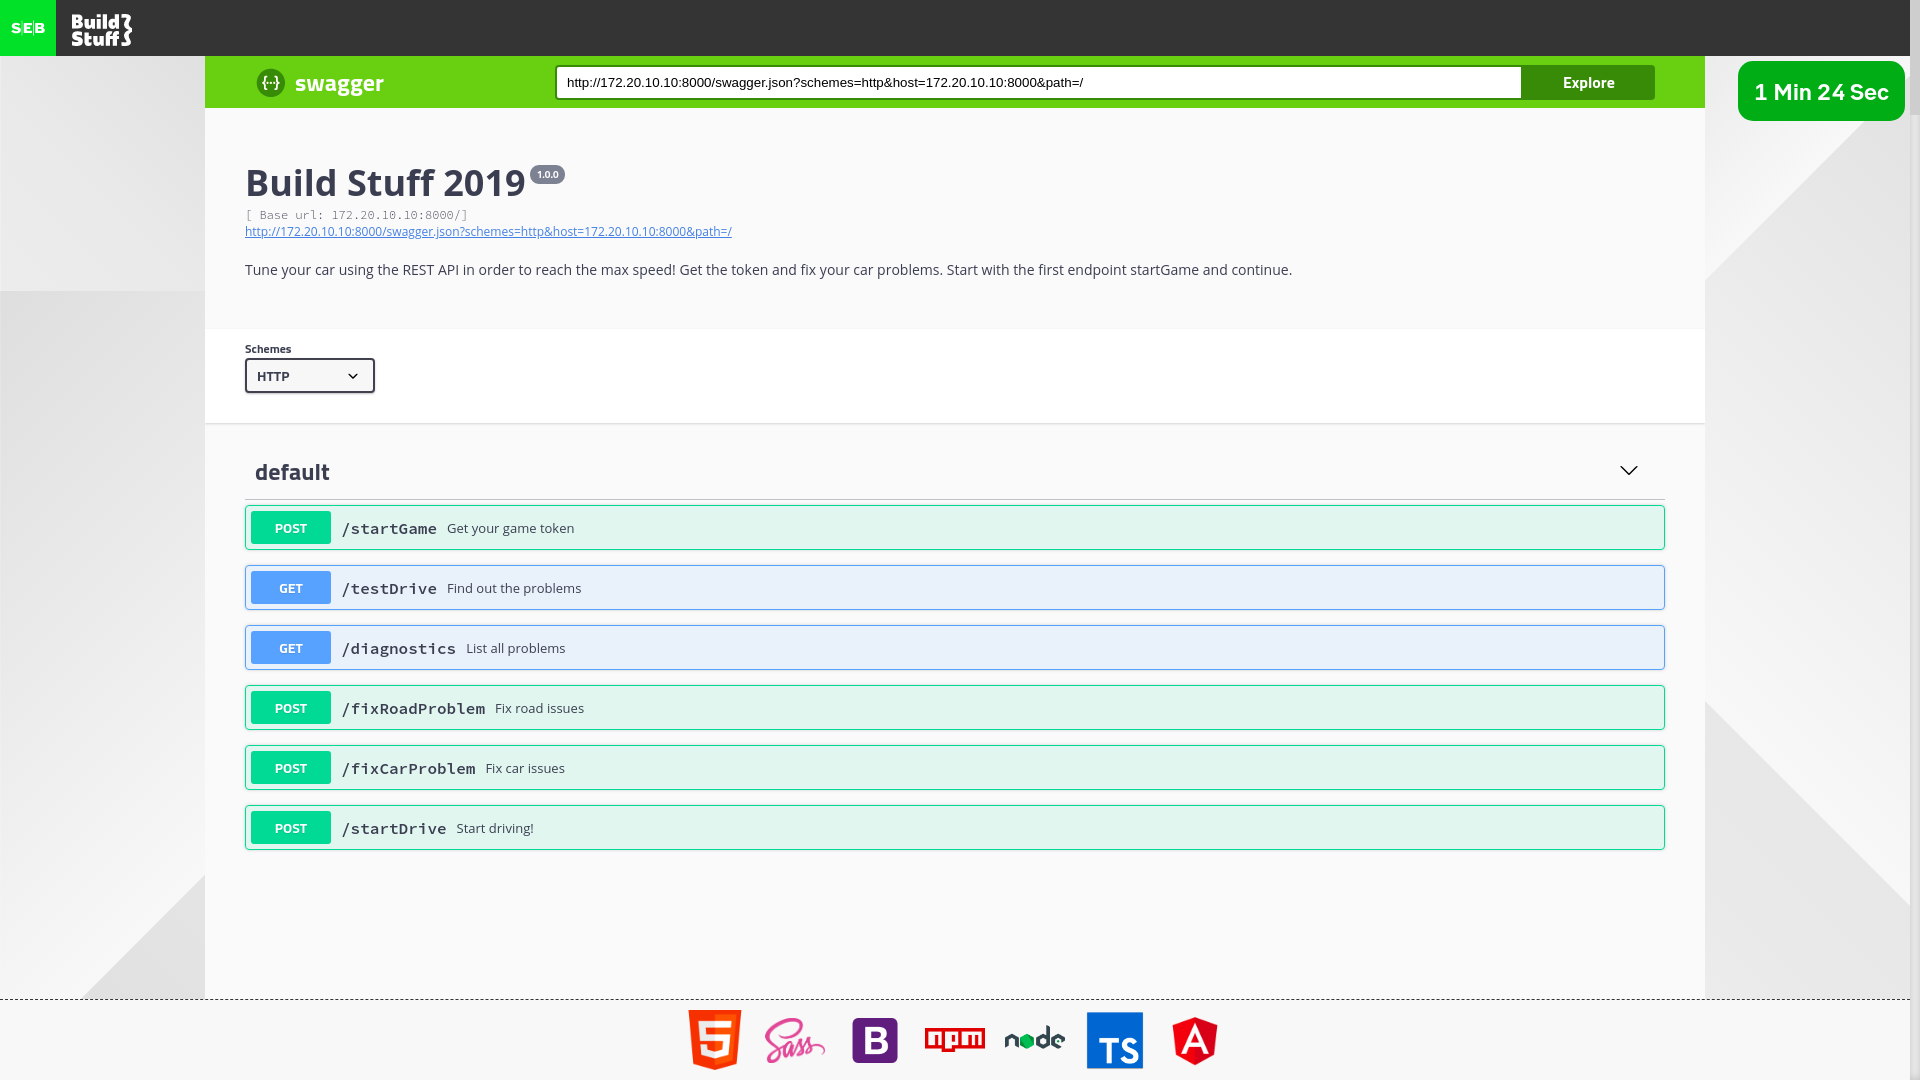 SEB
Build
Stuff
swagger
http://172.20.10.10:8000/swagger.json?schemes=http&host=172.20.10.10:8000&path=/
Explore
1 Min 24 Sec
Build Stuff 2019 1.0.0
[ Base url: 172.20.10.10:8000/]
http://172.20.10.10:8000/swagger.json?schemes=http&host=172.20.10.10:8000&path=/
Tune your car using the REST API in order to reach the max speed! Get the token and fix your car problems. Start with the first endpoint startGame and continue.
Schemes
HTTP
default
POST /startGame Get your game token
GET /testDrive Find out the problems
GET /diagnostics List all problems
POST /fixRoadProblem Fix road issues
POST /fixCarProblem Fix car issues
POST /startDrive Start driving!
5 Sass B npm node TS A